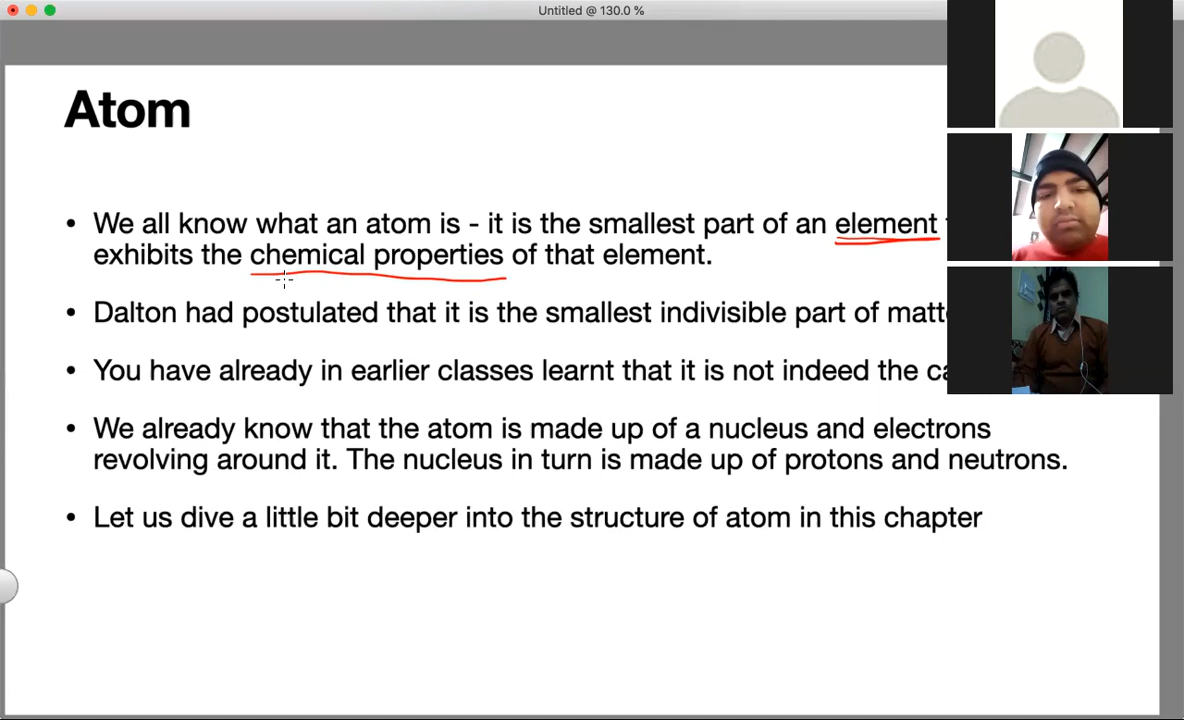 Untitled @ 130.0 %
Atom
• We all know what an atom is - it is the smallest part of an element
exhibits the chemical properties of that element.
• Dalton had postulated that it is the smallest indivisible part of
• You have already in earlier classes learnt that it is not indeed the
• We already know that the atom is made up of a nucleus and electrons
revolving around it. The nucleus in turn is made up of protons and neutrons.
• Let us dive a little bit deeper into the structure of atom in this chapter